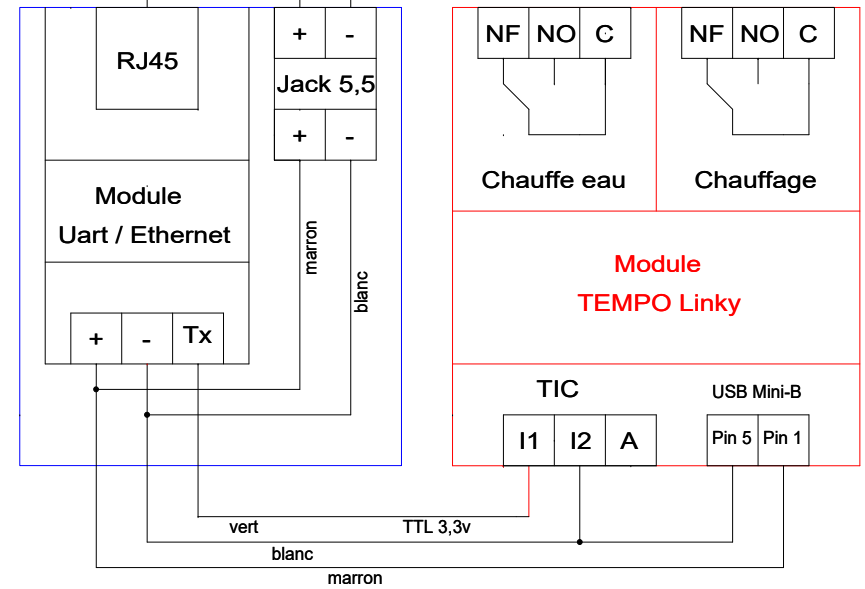 RJ45
+ -
Jack 5,5
+ -
Module
Uart / Ethernet
+ - Tx
marron
blanc
NF NO C
Chauffe eau
NF NO C
Chauffage
Module
TEMPO Linky
TIC
I1 I2 A
USB Mini-B
Pin 5 Pin 1
vert
TTL 3,3v
blanc
marron